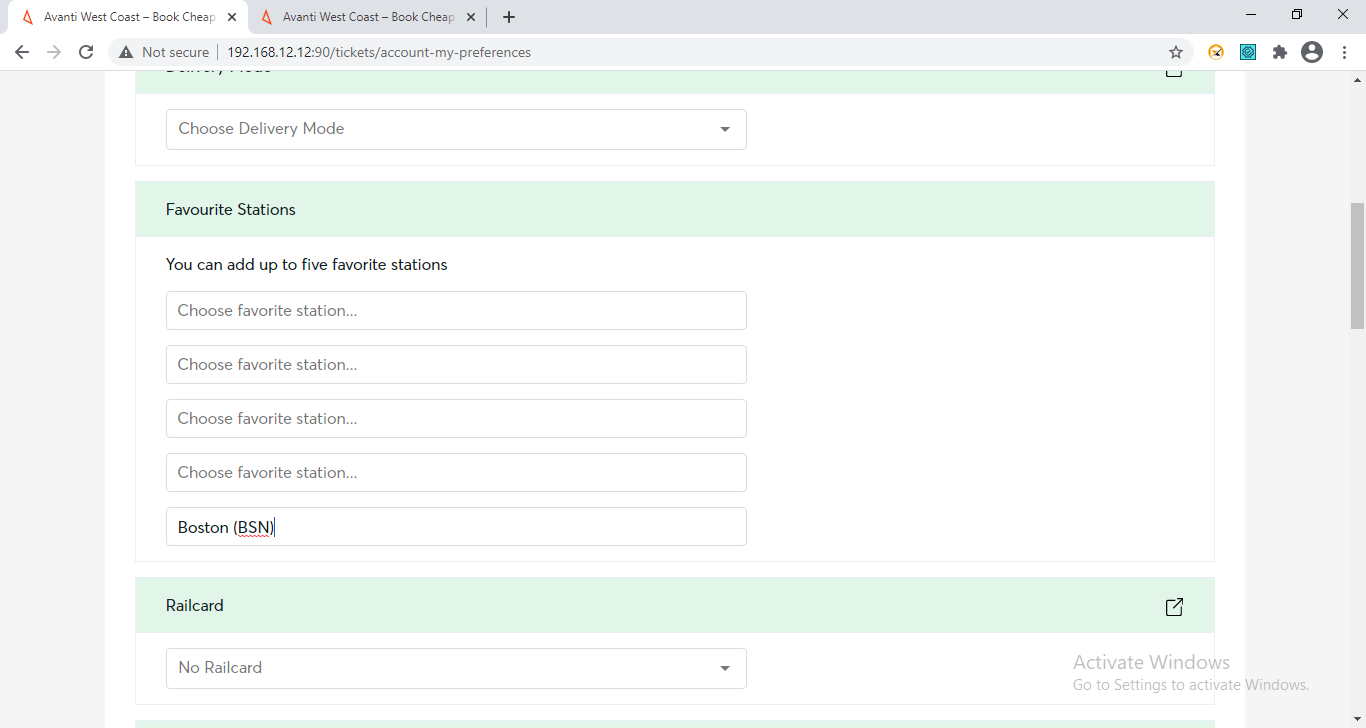 Avanti West Coast – Book Cheap
Avanti West Coast – Book Cheap
Not secure
192.168.12.12:90/tickets/account-my-preferences
Choose Delivery Mode
Favourite Stations
You can add up to five favorite stations
Choose favorite station...
Choose favorite station...
Choose favorite station...
Choose favorite station...
Boston (BSN)
Railcard
No Railcard
Activate Windows
Go to Settings to activate Windows.